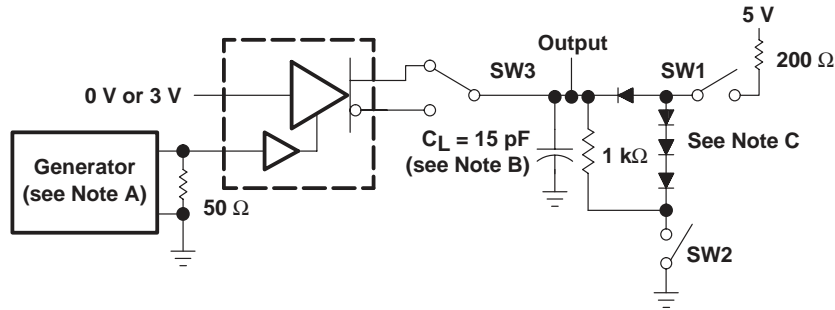 5 V
Output
200 Ω
SW3
SW1
0 V or 3 V
CL = 15 pF
(see Note B)
1 kΩ
See Note C
Generator
(see Note A)
50 Ω
SW2